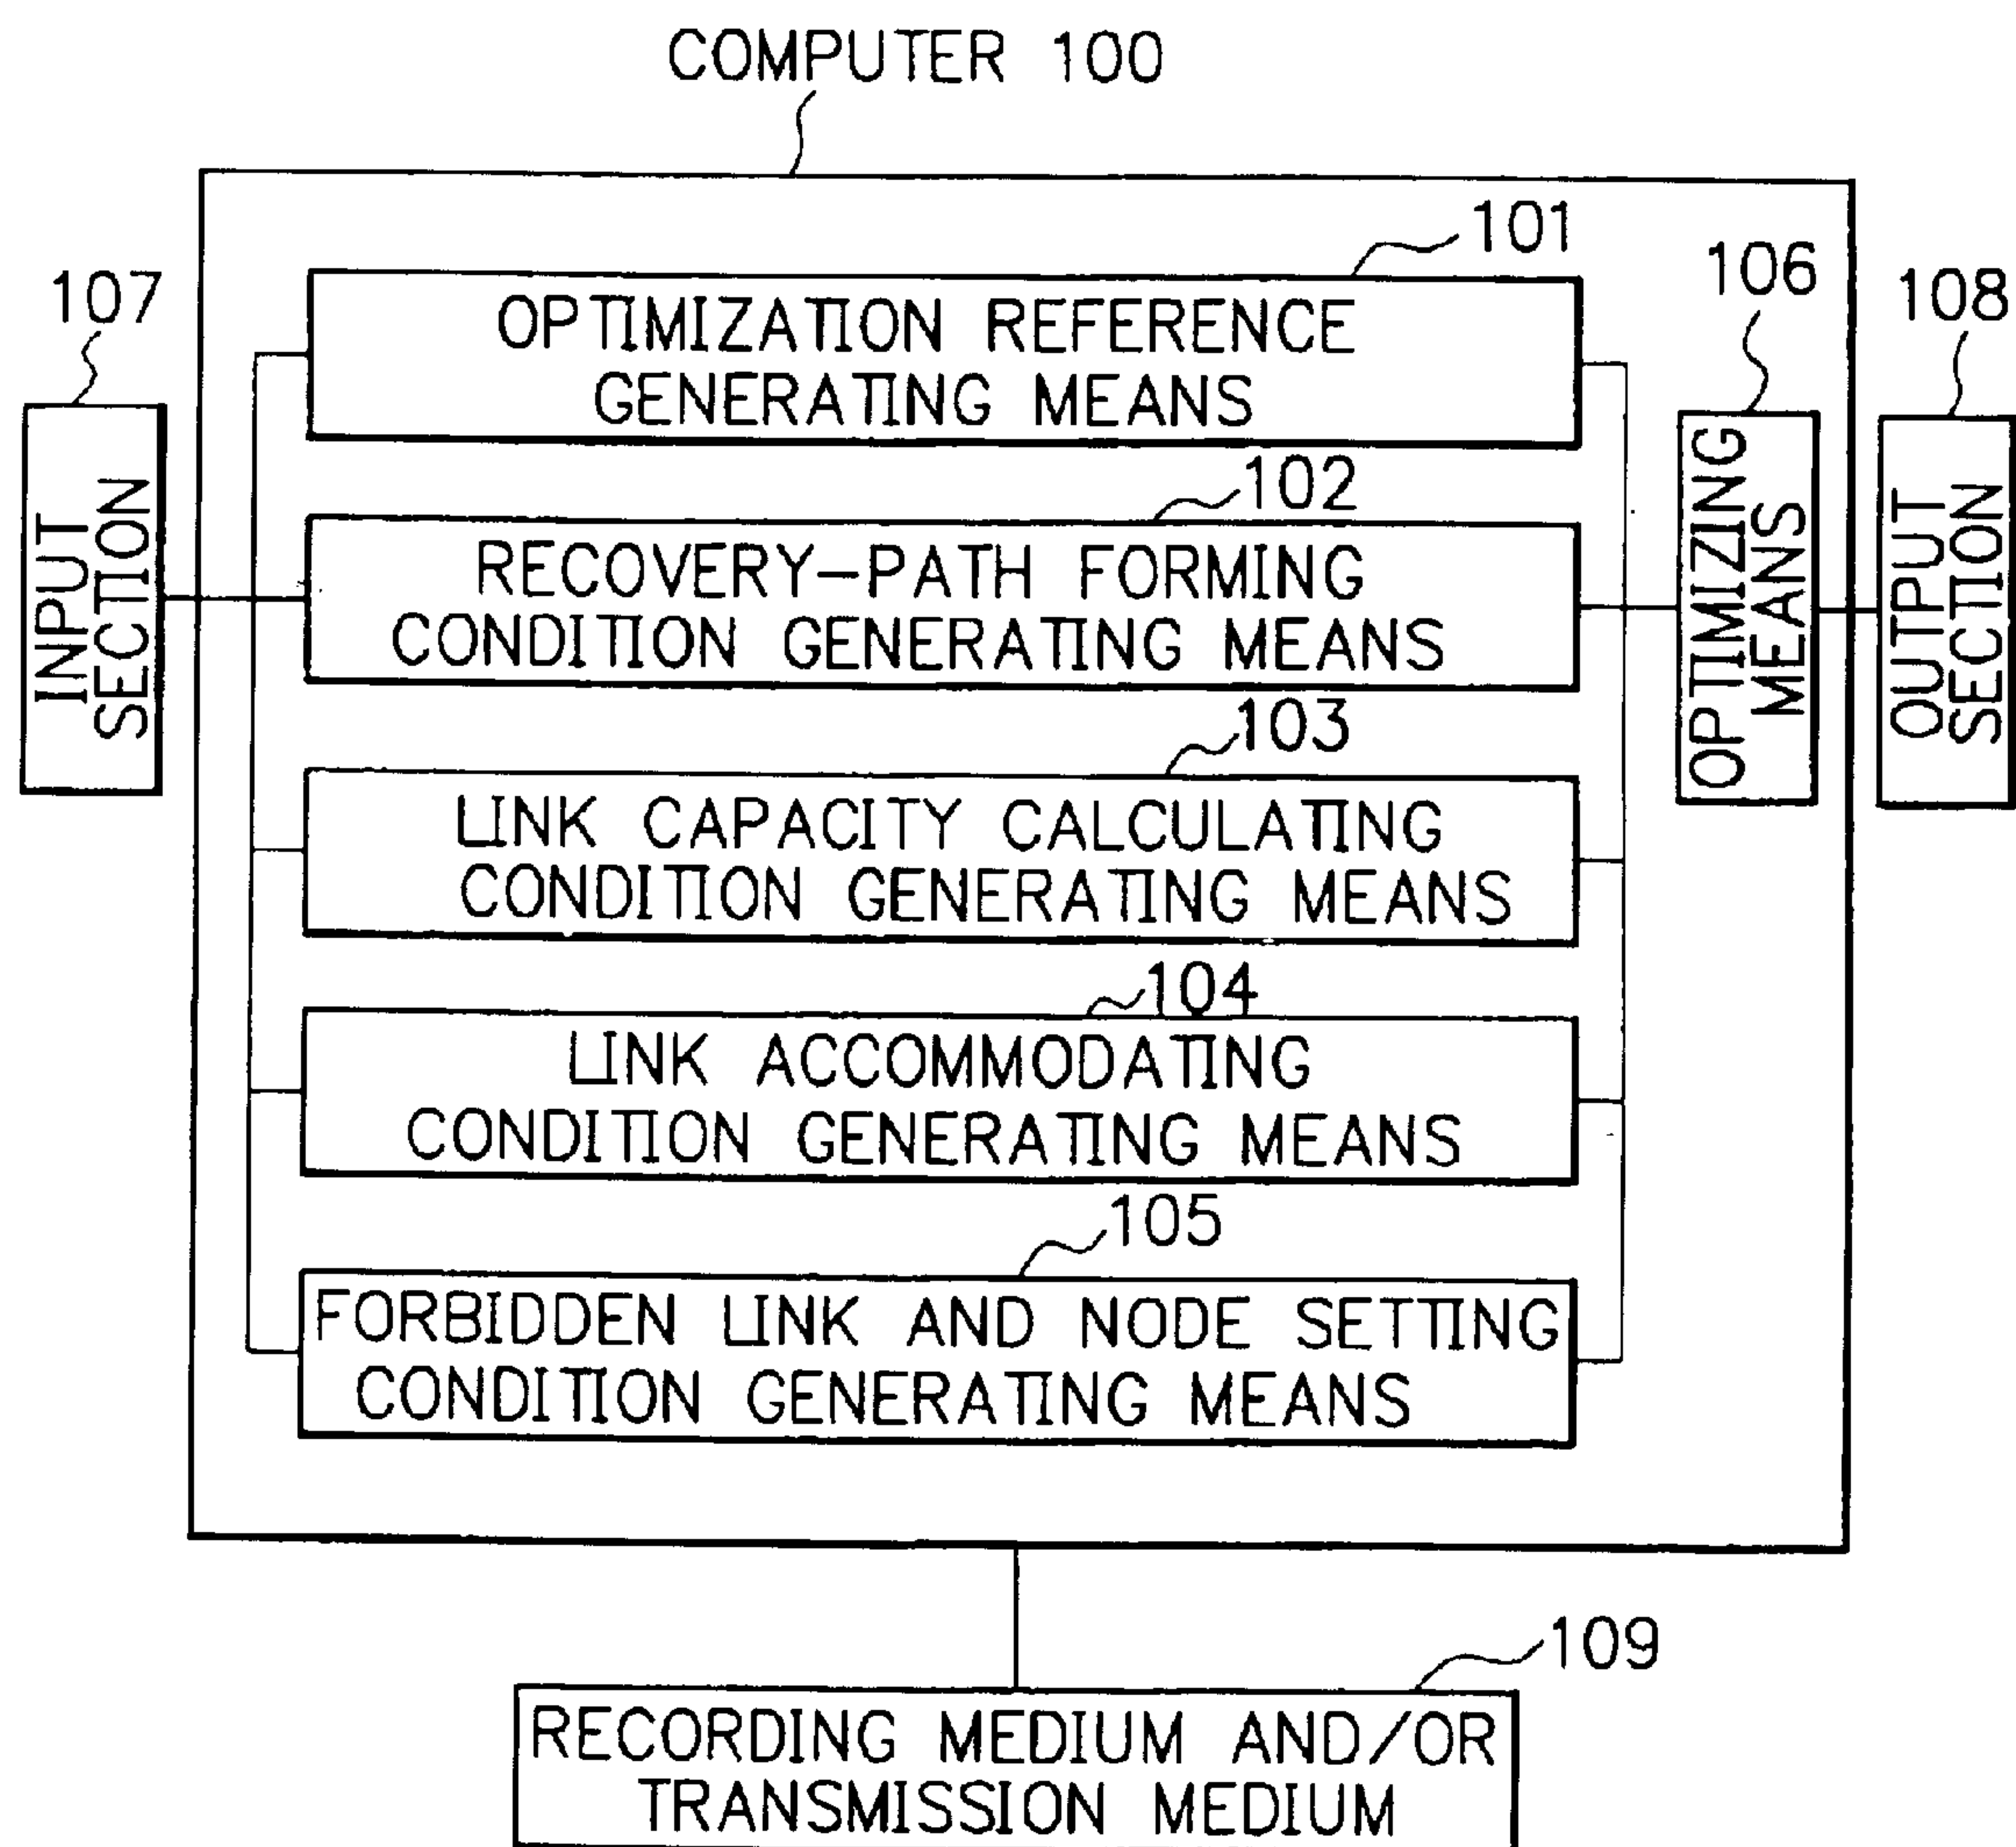 COMPUTER 100
101
OPTIMIZATION REFERENCE
GENERATING MEANS
102
RECOVERY-PATH FORMING
CONDITION GENERATING MEANS
103
LINK CAPACITY CALCULATING
CONDITION GENERATING MEANS
104
LINK ACCOMMODATING
CONDITION GENERATING MEANS
105
FORBIDDEN LINK AND NODE SETTING
CONDITION GENERATING MEANS
107
INPUT
SECTION
106
OPTIMIZING
MEANS
108
OUTPUT
SECTION
109
RECORDING MEDIUM AND/OR
TRANSMISSION MEDIUM